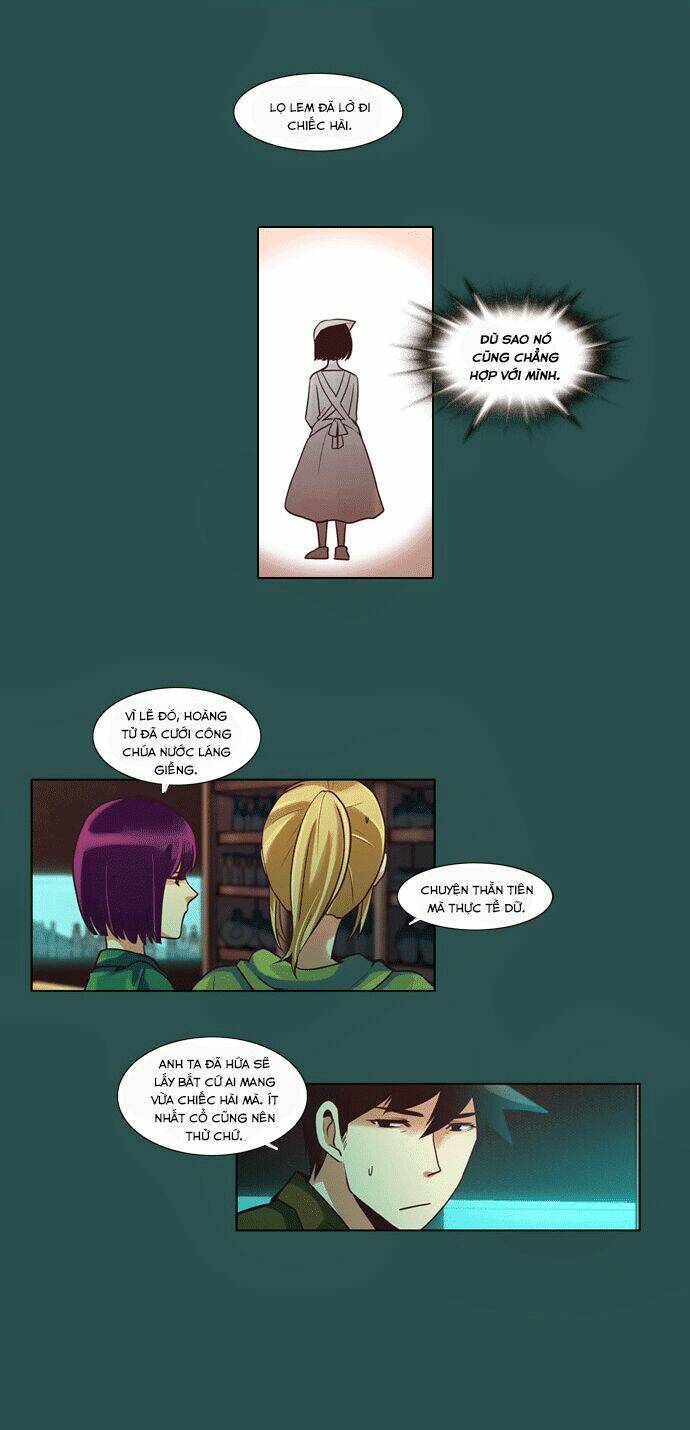 LỌ LEM ĐÃ LỜ ĐI
CHIẾC HÀI.
DÙ SAO NÓ
CŨNG CHẲNG
HỢP VỚI MÌNH.
VÌ LẼ ĐÓ, HOÀNG
TỬ ĐÃ CƯỚI CÔNG
CHÚA NƯỚC LÁNG
GIỀNG.
CHUYỆN THẦN TIÊN
MÀ THỰC TẾ DỮ.
ANH TA ĐÃ HỨA SẼ
LẤY BẤT CỨ AI MANG
VỪA CHIẾC HÀI MÀ. ÍT
NHẤT CỔ CŨNG NÊN
THỬ CHỨ.